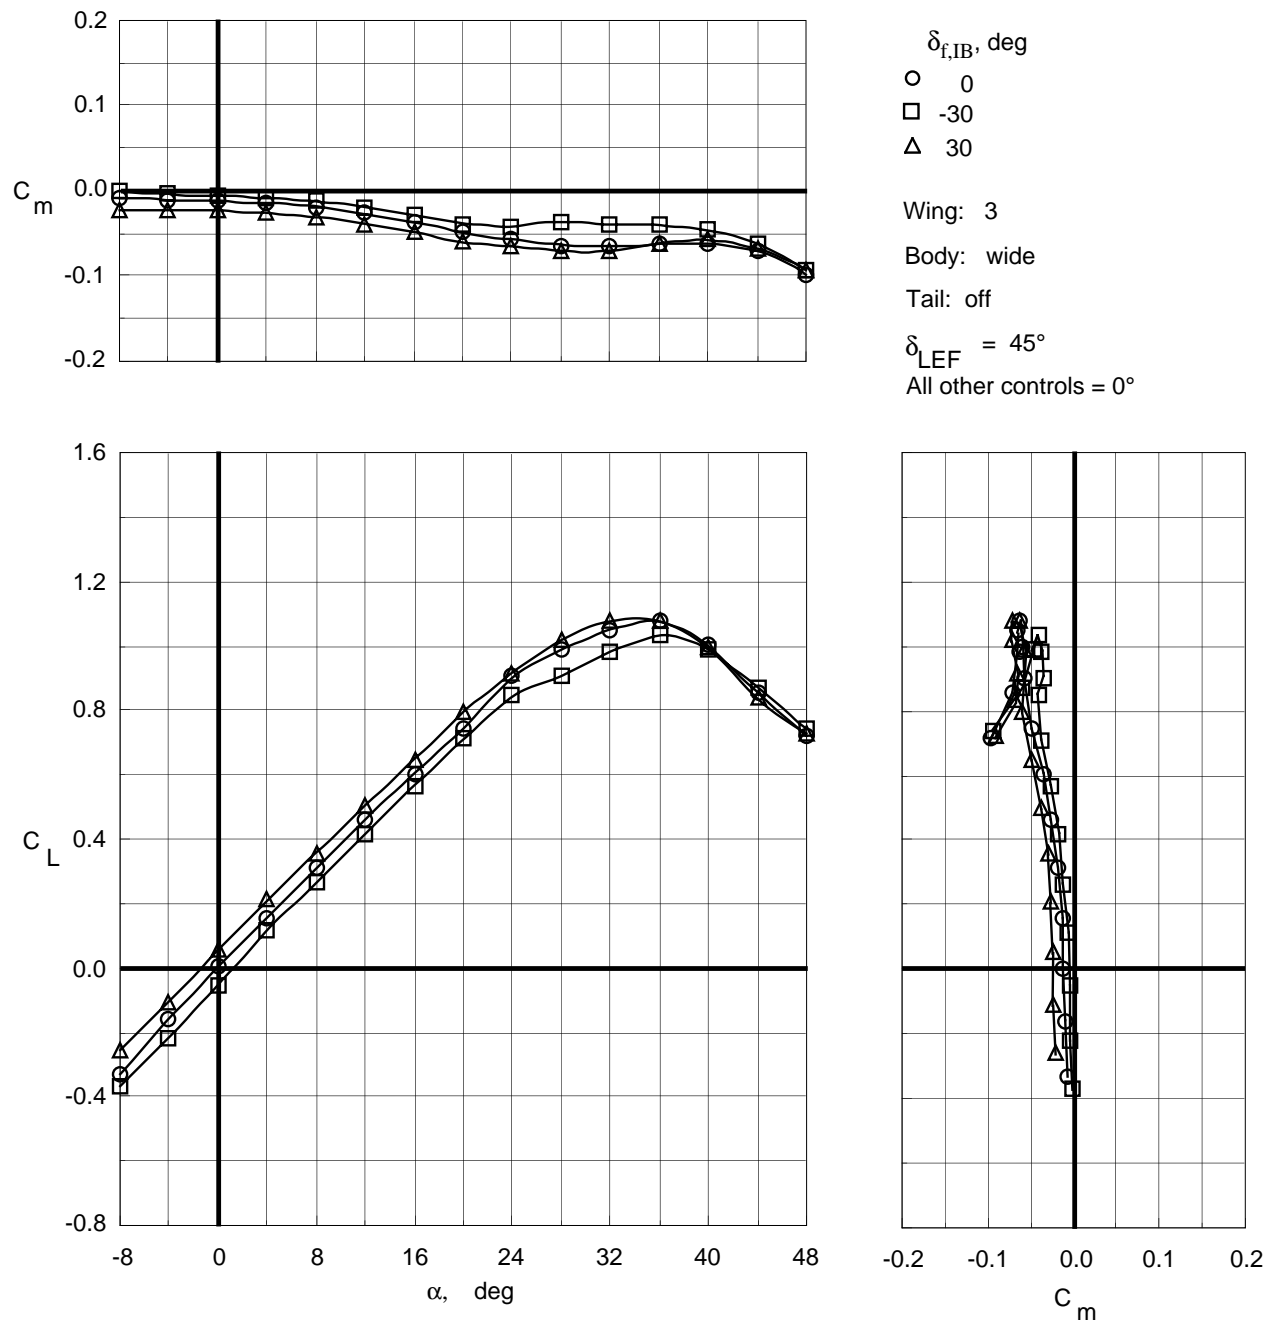 0.2
0.1
0.0
-0.1
-0.2
C m
δf,IB, deg
0
-30
30
Wing: 3
Body: wide
Tail: off
δLEF = 45°
All other controls = 0°
1.6
1.2
0.8
0.4
0.0
-0.4
-0.8
C L
-8 0 8 16 24 32 40 48
α, deg
-0.2 -0.1 0.0 0.1 0.2
C m